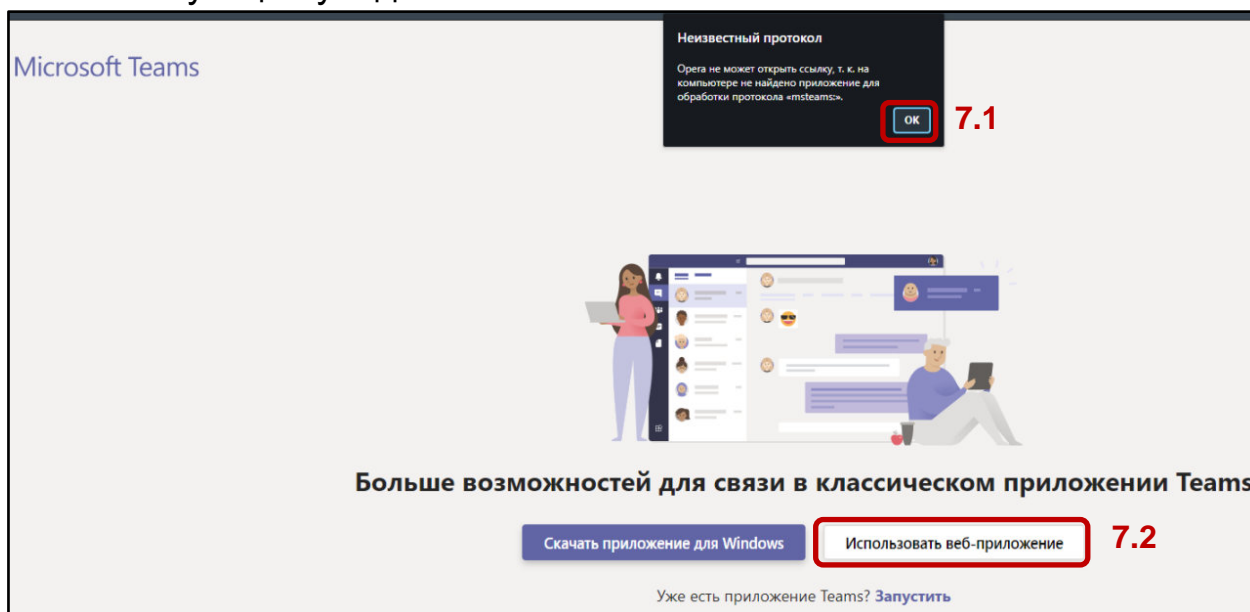 Microsoft Teams
Неизвестный протокол
Opera не может открыть ссылку, т. к. на
компьютере не найдено приложение для
обработки протокола «msteams:».
ОК
7.1
Больше возможностей для связи в классическом приложении Teams
Скачать приложение для Windows
Использовать веб-приложение
7.2
Уже есть приложение Teams? Запустить